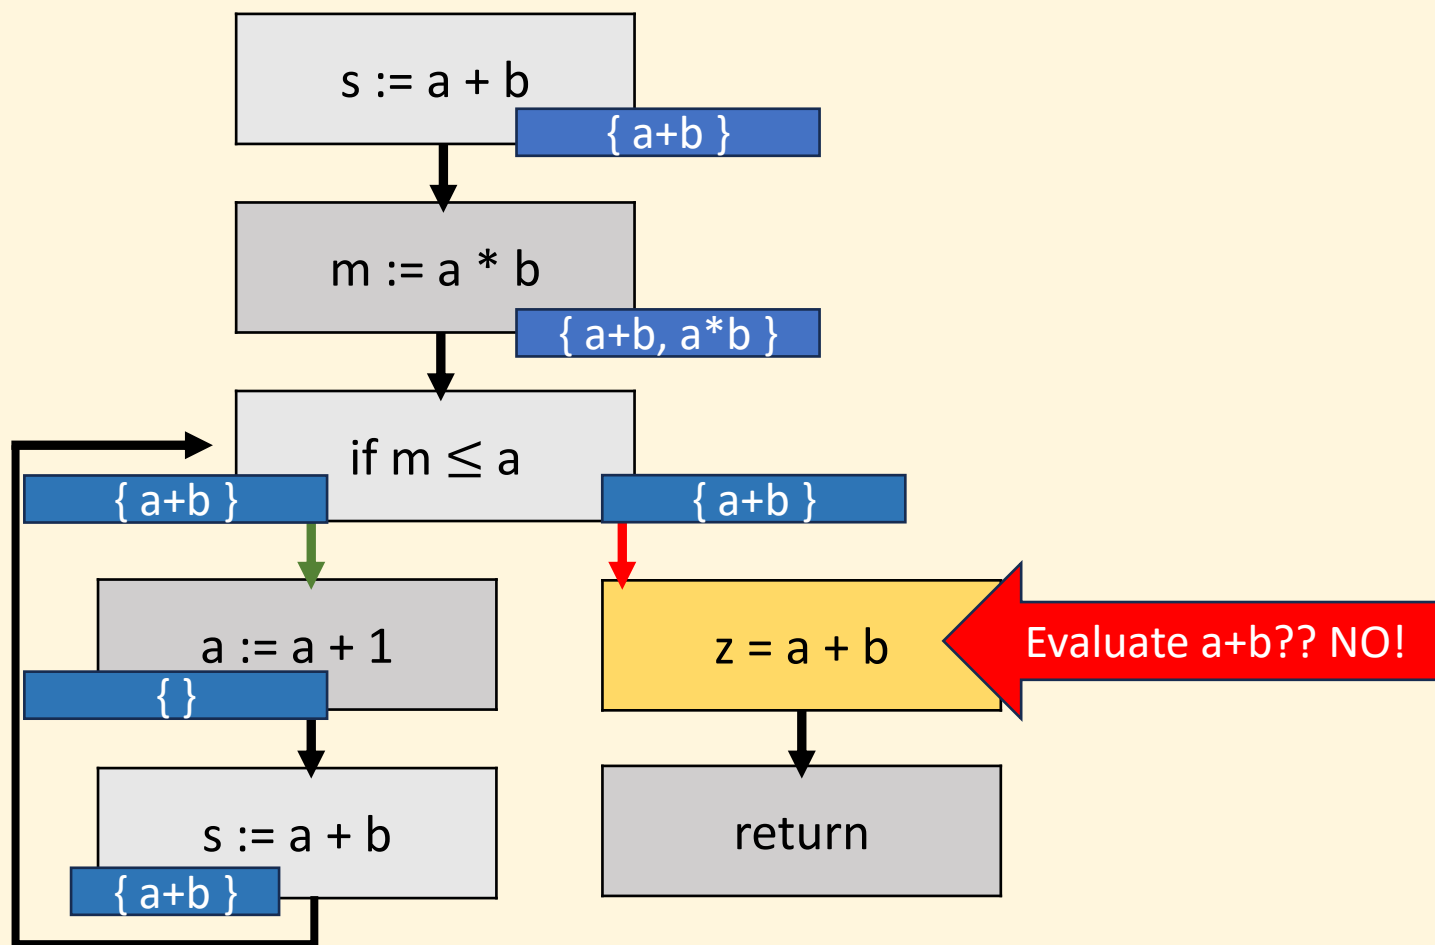 s := a + b
{ a+b }
m := a * b
{ a+b, a*b }
if m ≤ a
{ a+b }
{ a+b }
a := a + 1
{ }
z = a + b
Evaluate a+b?? NO!
s := a + b
{ a+b }
return